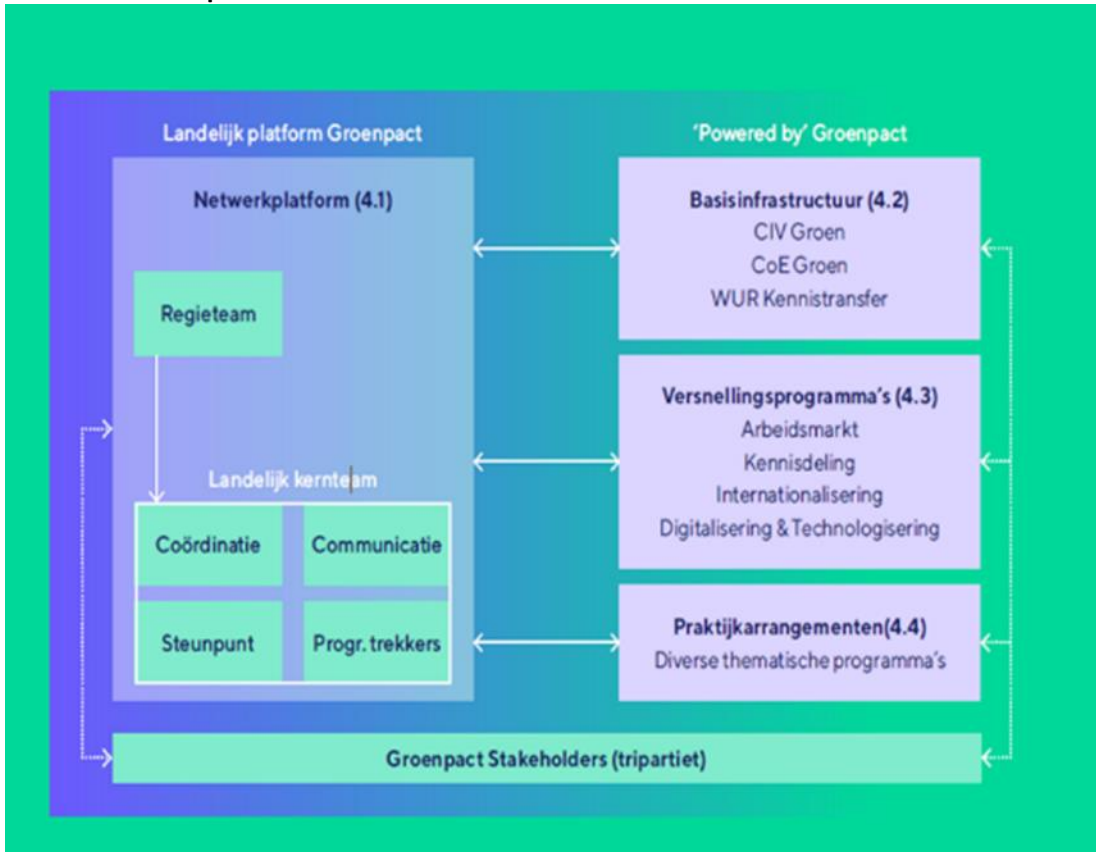 Landelijk platform Groenpact
Netwerkplatform (4.1)
Regieteam
Landelijk kernteam
Coördinatie
Communicatie
Steunpunt
Progr. trekkers
'Powered by' Groenpact
Basisinfrastructuur (4.2)
CIV Groen
CoE Groen
WUR Kennistransfer
Versnellingsprogramma's (4.3)
Arbeidsmarkt
Kennisdeling
Internationalisering
Digitalisering & Technologisering
Praktijkarrangementen(4.4)
Diverse thematische programma's
Groenpact Stakeholders (tripartiet)